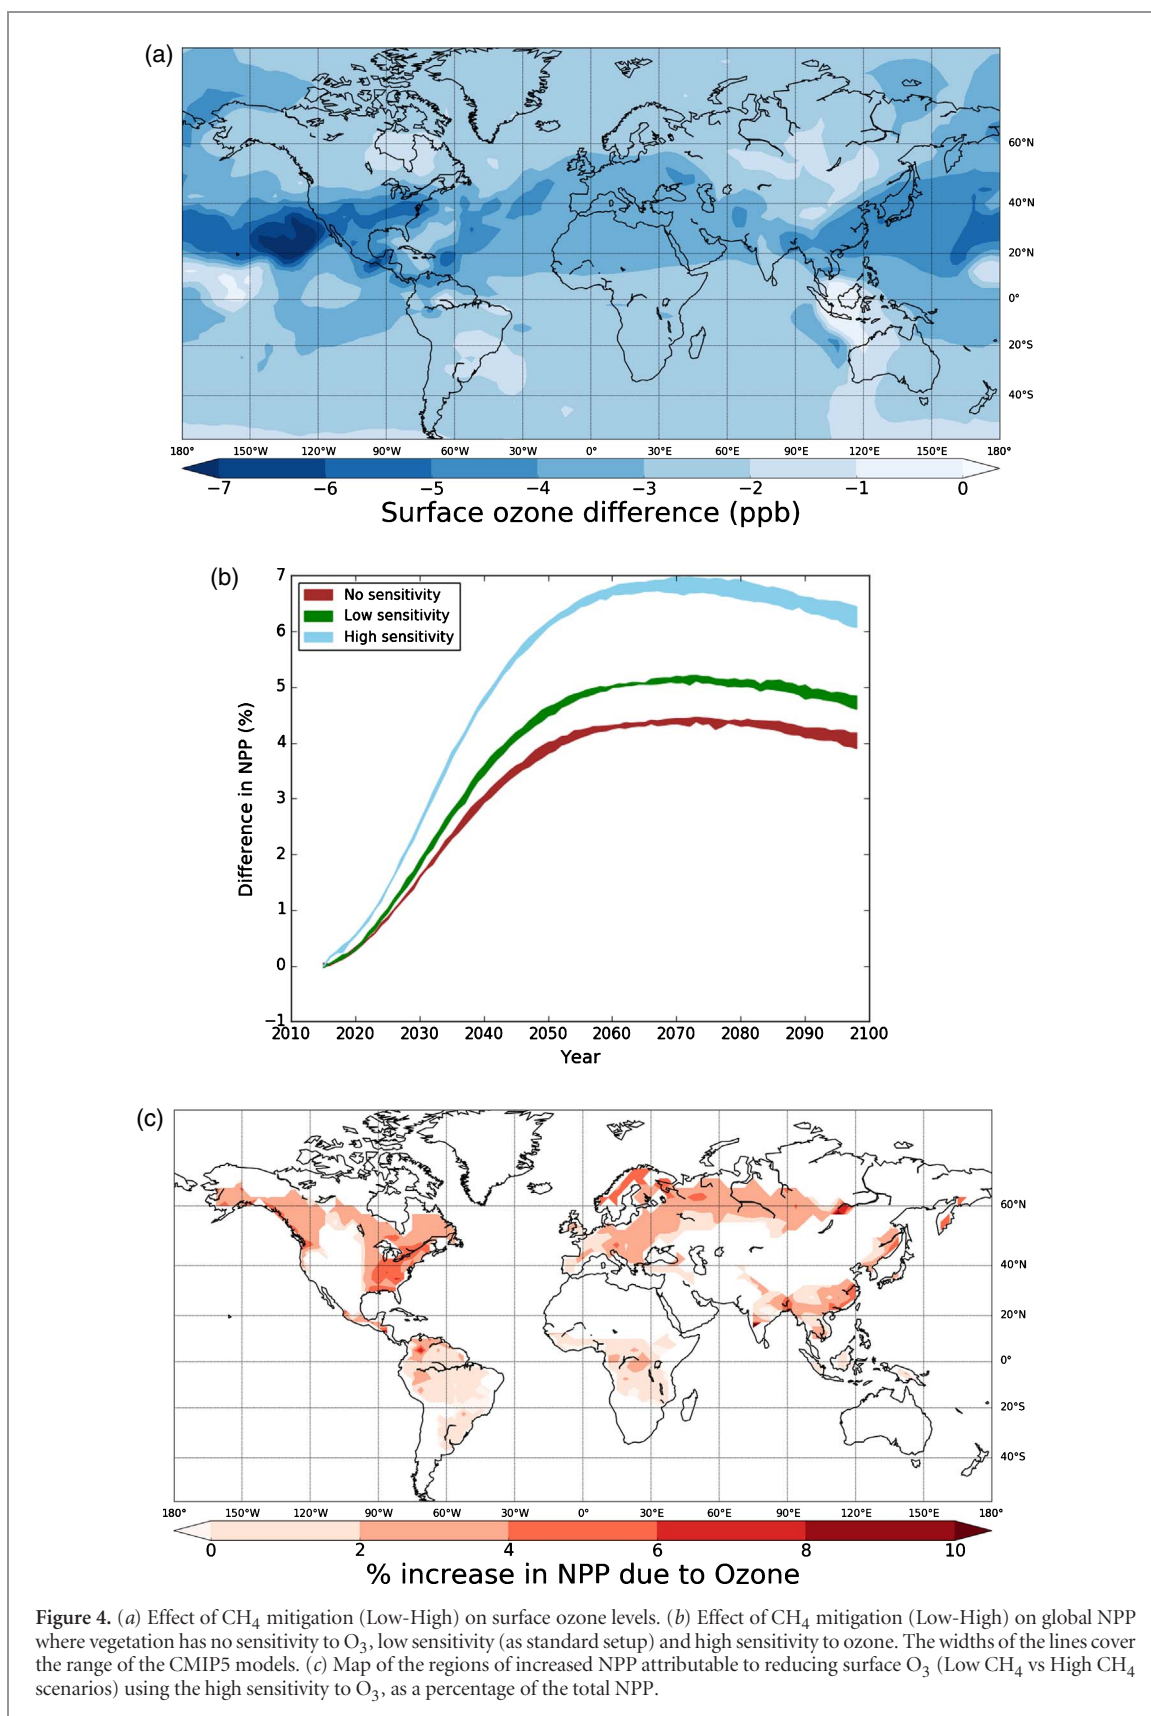 (a)
60°N
40°N
20°N
0°
20°S
40°S
180° 150°W 120°W 90°W 60°W 30°W 0° 30°E 60°E 90°E 120°E 150°E 180°
−7 −6 −5 −4 −3 −2 −1 0
Surface ozone difference (ppb)
(b)
7
6
5
4
3
2
1
0
−1
Difference in NPP (%)
No sensitivity
Low sensitivity
High sensitivity
2010 2020 2030 2040 2050 2060 2070 2080 2090 2100
Year
(c)
60°N
40°N
20°N
0°
20°S
40°S
180° 150°W 120°W 90°W 60°W 30°W 0° 30°E 60°E 90°E 120°E 150°E 180°
0 2 4 6 8 10
% increase in NPP due to Ozone
Figure 4. (a) Effect of CH4 mitigation (Low-High) on surface ozone levels. (b) Effect of CH4 mitigation (Low-High) on global NPP
where vegetation has no sensitivity to O3, low sensitivity (as standard setup) and high sensitivity to ozone. The widths of the lines cover
the range of the CMIP5 models. (c) Map of the regions of increased NPP attributable to reducing surface O3 (Low CH4 vs High CH4
scenarios) using the high sensitivity to O3, as a percentage of the total NPP.